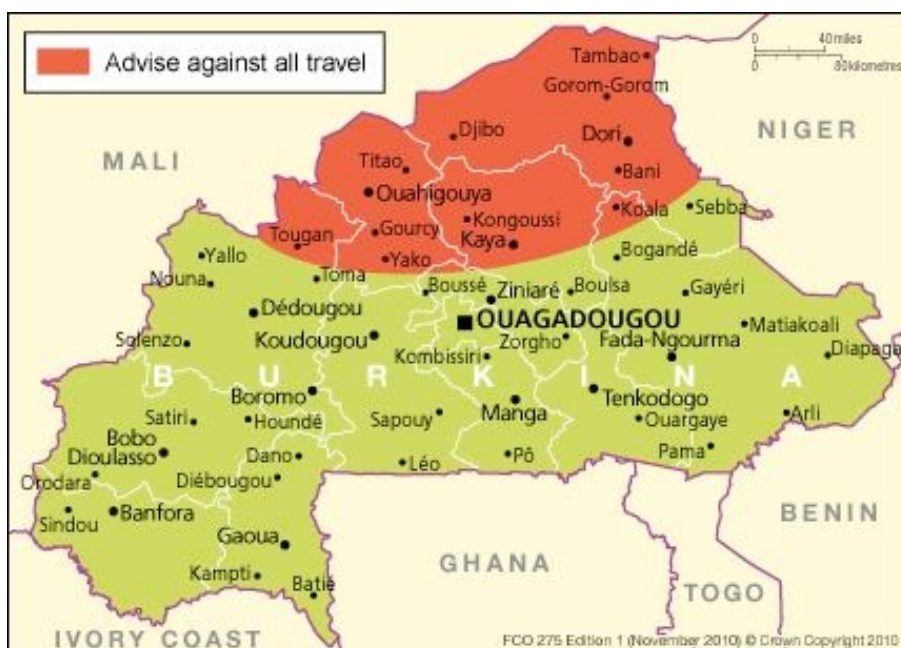 Advise against all travel
0 40 miles
0 80 kilometres
Tambao
Gorom-Gorom
NIGER
Djibo
Dori
MALI
Titao
Bani
Ouahigouya
Koala
Sebba
Kongoussi
Gourcy
Tougan
Kaya
Yallo
Yako
Bogandé
Nouna
Toma
Boussé
Ziniaré
Boulsa
Gayéri
Dédougou
OUAGADOUGOU
Matiakoali
Solenzo
Koudougou
Zorgho
Fada-Ngourma
Kombissiri
Diapaga
BURKINA
Boromo
Tenkodogo
Manga
Satiri
Houndé
Sapouy
Ouargaye
Arli
Bobo
Dioulasso
Dano
Léo
Pô
Pama
Orodara
Diébougou
Sindou
Banfora
BENIN
Gaoua
GHANA
Kampti
Batié
TOGO
IVORY COAST
FCO 275 Edition 1 (November 2010) © Crown Copyright 2010